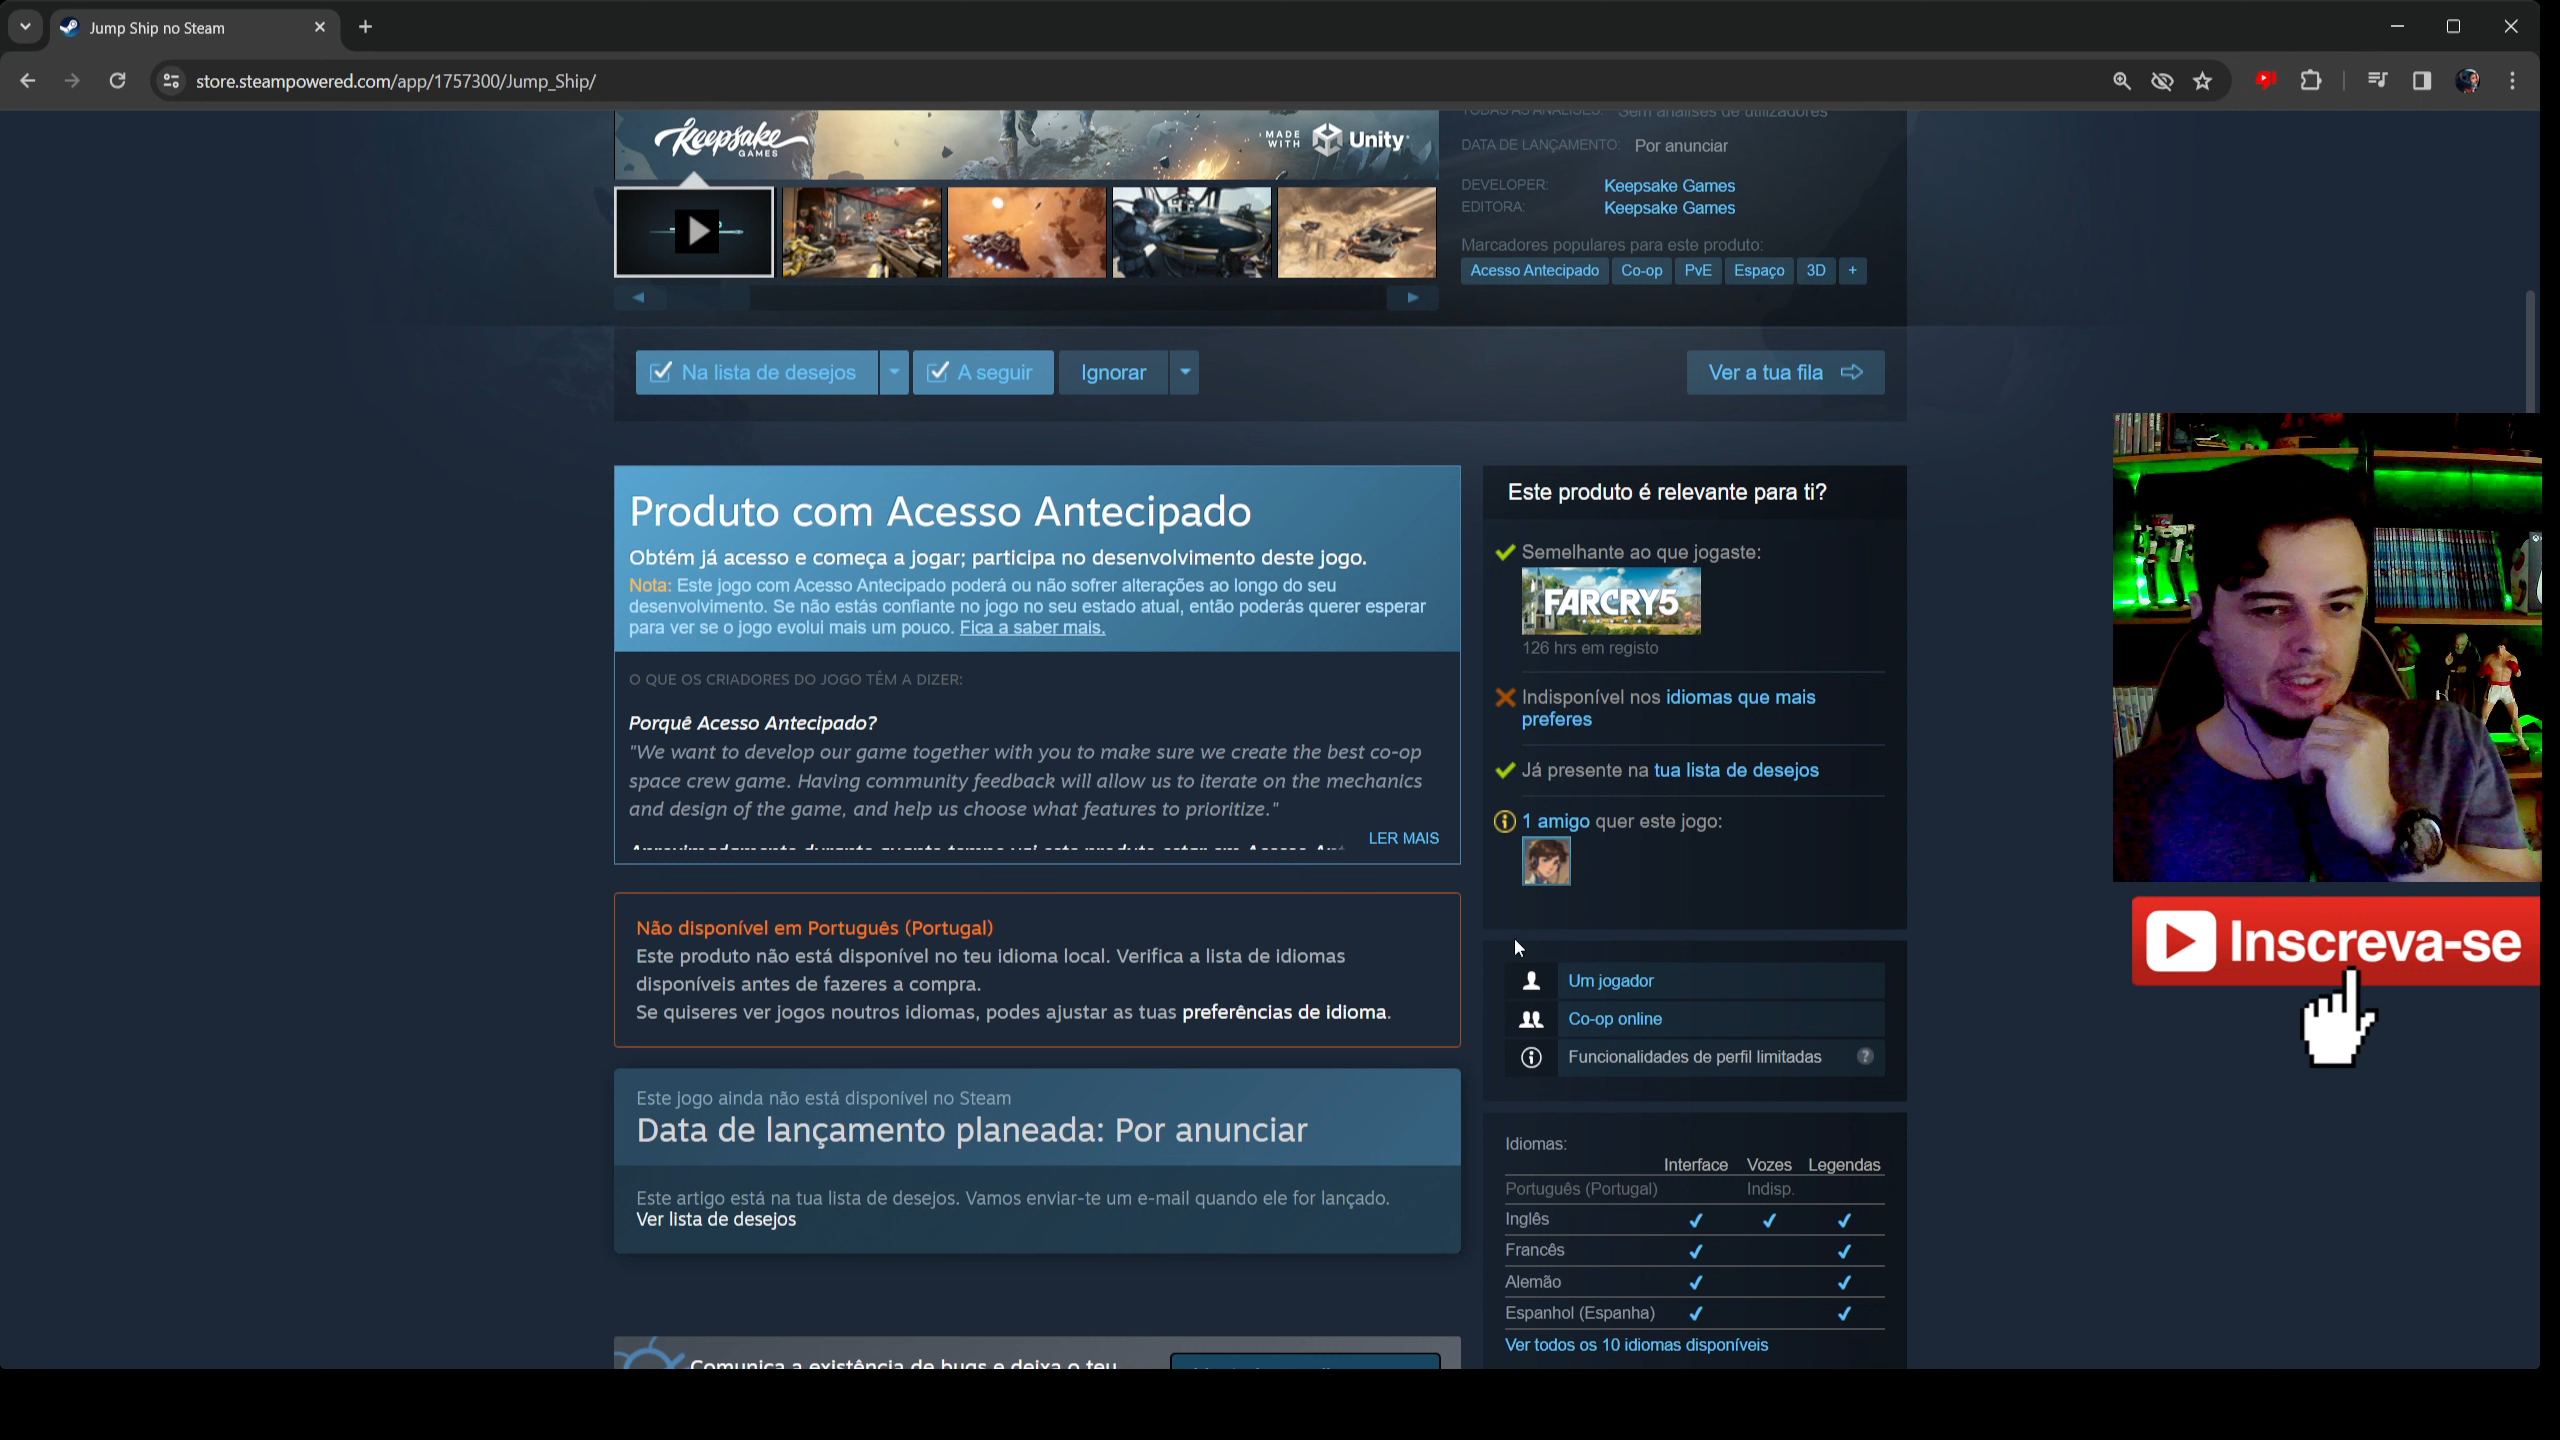 Jump Ship no Steam
store.steampowered.com/app/1757300/Jump_Ship/
Keepsake
GAMES
MADE
WITH
Unity
TODAS AS ANÁLISES: Sem análises de utilizadores
DATA DE LANÇAMENTO: Por anunciar
DEVELOPER: Keepsake Games
EDITORA: Keepsake Games
Marcadores populares para este produto:
Acesso Antecipado Co-op PvE Espaço 3D +
Na lista de desejos A seguir Ignorar Ver a tua fila
Produto com Acesso Antecipado
Obtém já acesso e começa a jogar; participa no desenvolvimento deste jogo.
Nota: Este jogo com Acesso Antecipado poderá ou não sofrer alterações ao longo do seu
desenvolvimento. Se não estás confiante no jogo no seu estado atual, então poderás querer esperar
para ver se o jogo evolui mais um pouco. Fica a saber mais.
O QUE OS CRIADORES DO JOGO TÊM A DIZER:
Porquê Acesso Antecipado?
"We want to develop our game together with you to make sure we create the best co-op
space crew game. Having community feedback will allow us to iterate on the mechanics
and design of the game, and help us choose what features to prioritize."
LER MAIS
Não disponível em Português (Portugal)
Este produto não está disponível no teu idioma local. Verifica a lista de idiomas
disponíveis antes de fazeres a compra.
Se quiseres ver jogos noutros idiomas, podes ajustar as tuas preferências de idioma.
Este jogo ainda não está disponível no Steam
Data de lançamento planeada: Por anunciar
Este artigo está na tua lista de desejos. Vamos enviar-te um e-mail quando ele for lançado.
Ver lista de desejos
Comunica a existência de bugs e deixa o teu
Este produto é relevante para ti?
Semelhante ao que jogaste:
FARCRY5
126 hrs em registo
Indisponível nos idiomas que mais
preferes
Já presente na tua lista de desejos
1 amigo quer este jogo:
Um jogador
Co-op online
Funcionalidades de perfil limitadas ?
Idiomas:
Interface Vozes Legendas
Português (Portugal) Indisp.
Inglês ✔ ✔ ✔
Francês ✔ ✔
Alemão ✔ ✔
Espanhol (Espanha) ✔ ✔
Ver todos os 10 idiomas disponíveis
Inscreva-se